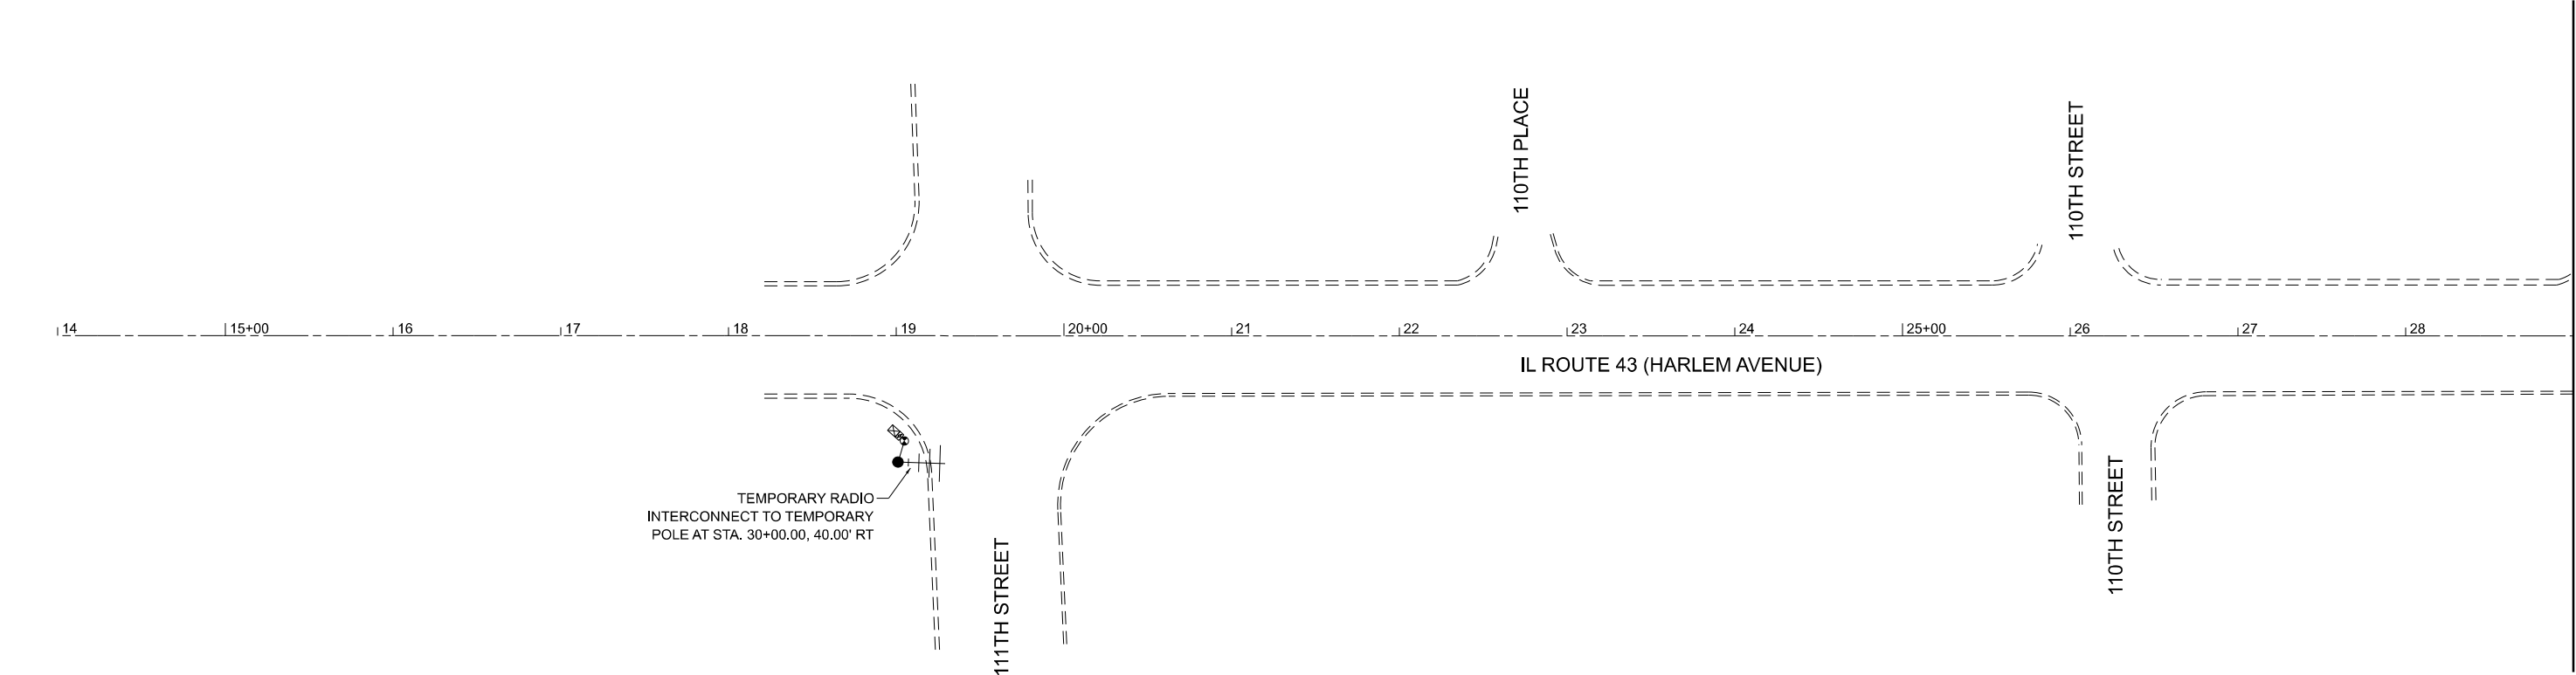 110TH PLACE
110TH STREET
14
15+00
16
17
18
19
20+00
21
22
23
24
25+00
26
27
28
IL ROUTE 43 (HARLEM AVENUE)
TEMPORARY RADIO
INTERCONNECT TO TEMPORARY
POLE AT STA. 30+00.00, 40.00' RT
111TH STREET
110TH STREET